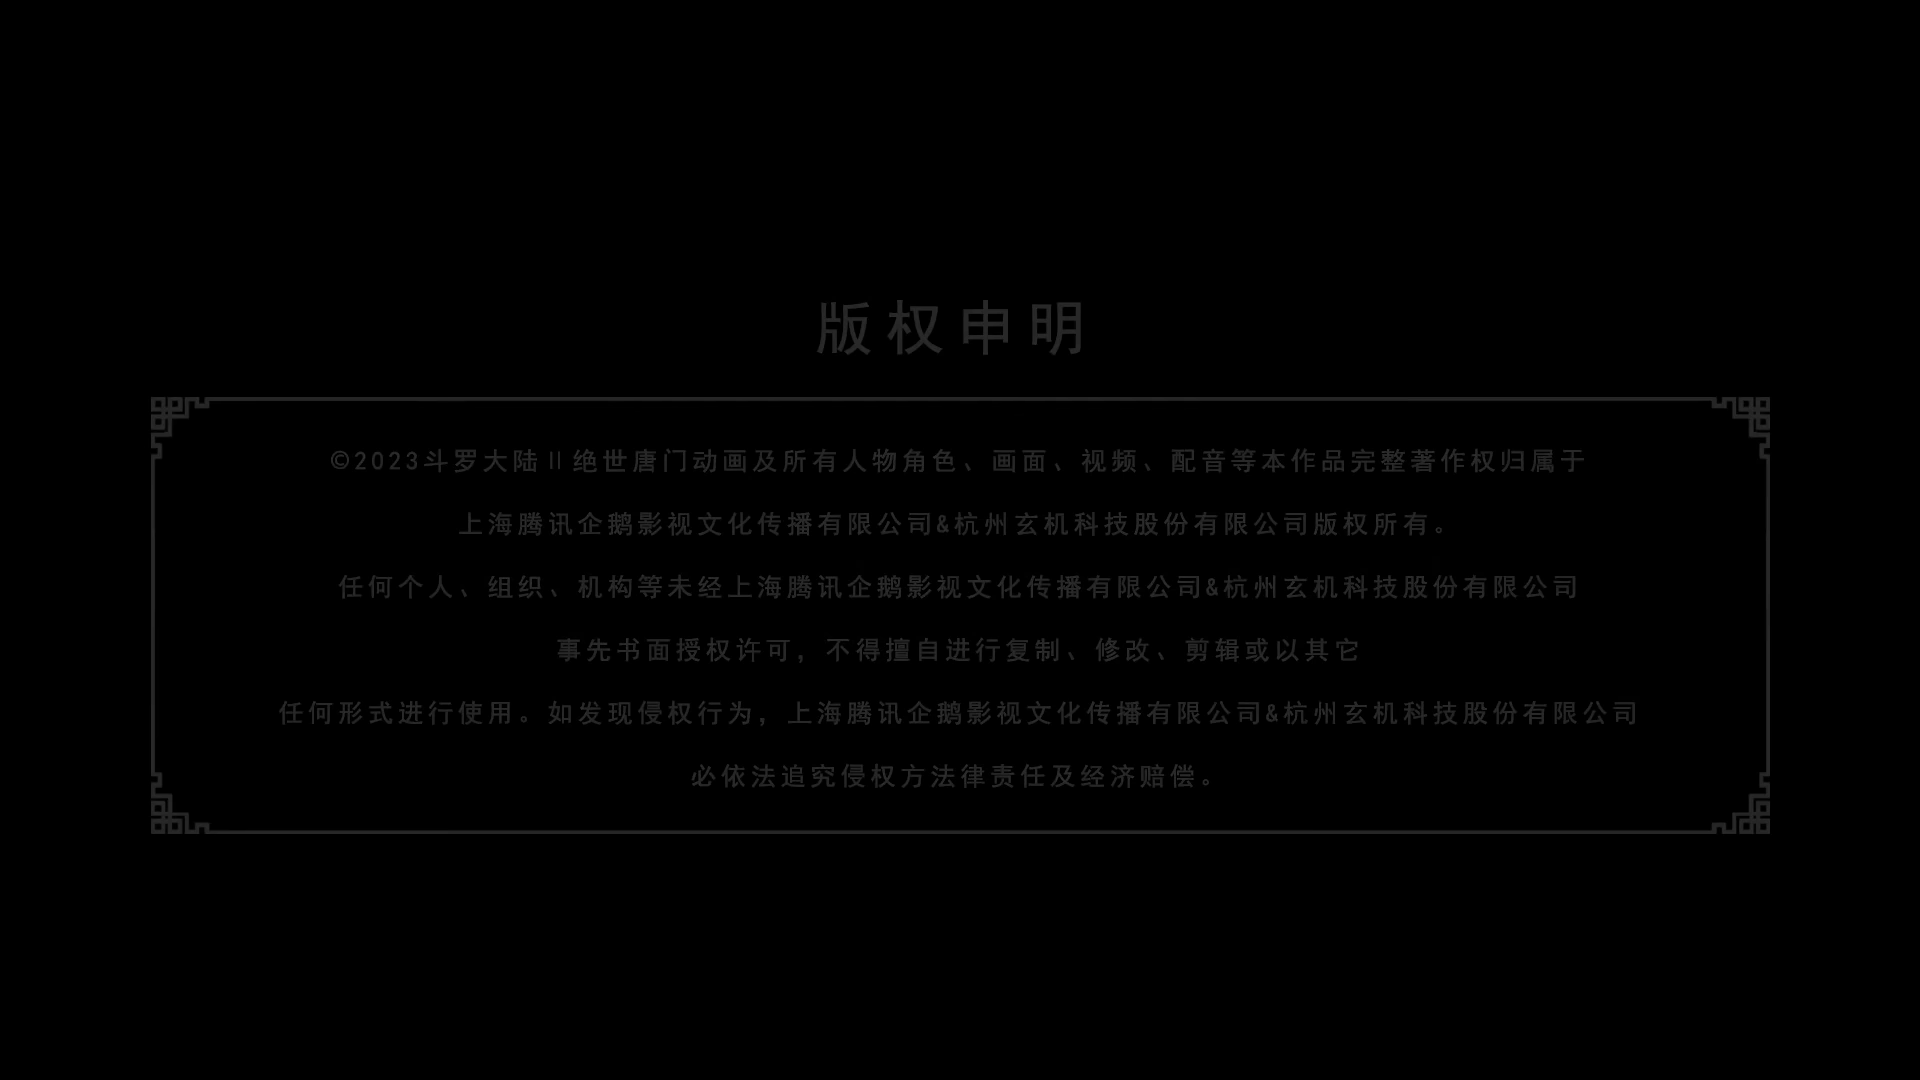 版权申明
©2023斗罗大陆Ⅱ绝世唐门动画及所有人物角色、画面、视频、配音等本作品完整著作权归属于
上海腾讯企鹅影视文化传播有限公司&杭州玄机科技股份有限公司版权所有。
任何个人、组织、机构等未经上海腾讯企鹅影视文化传播有限公司&杭州玄机科技股份有限公司
事先书面授权许可，不得擅自进行复制、修改、剪辑或以其它
任何形式进行使用。如发现侵权行为，上海腾讯企鹅影视文化传播有限公司&杭州玄机科技股份有限公司
必依法追究侵权方法律责任及经济赔偿。